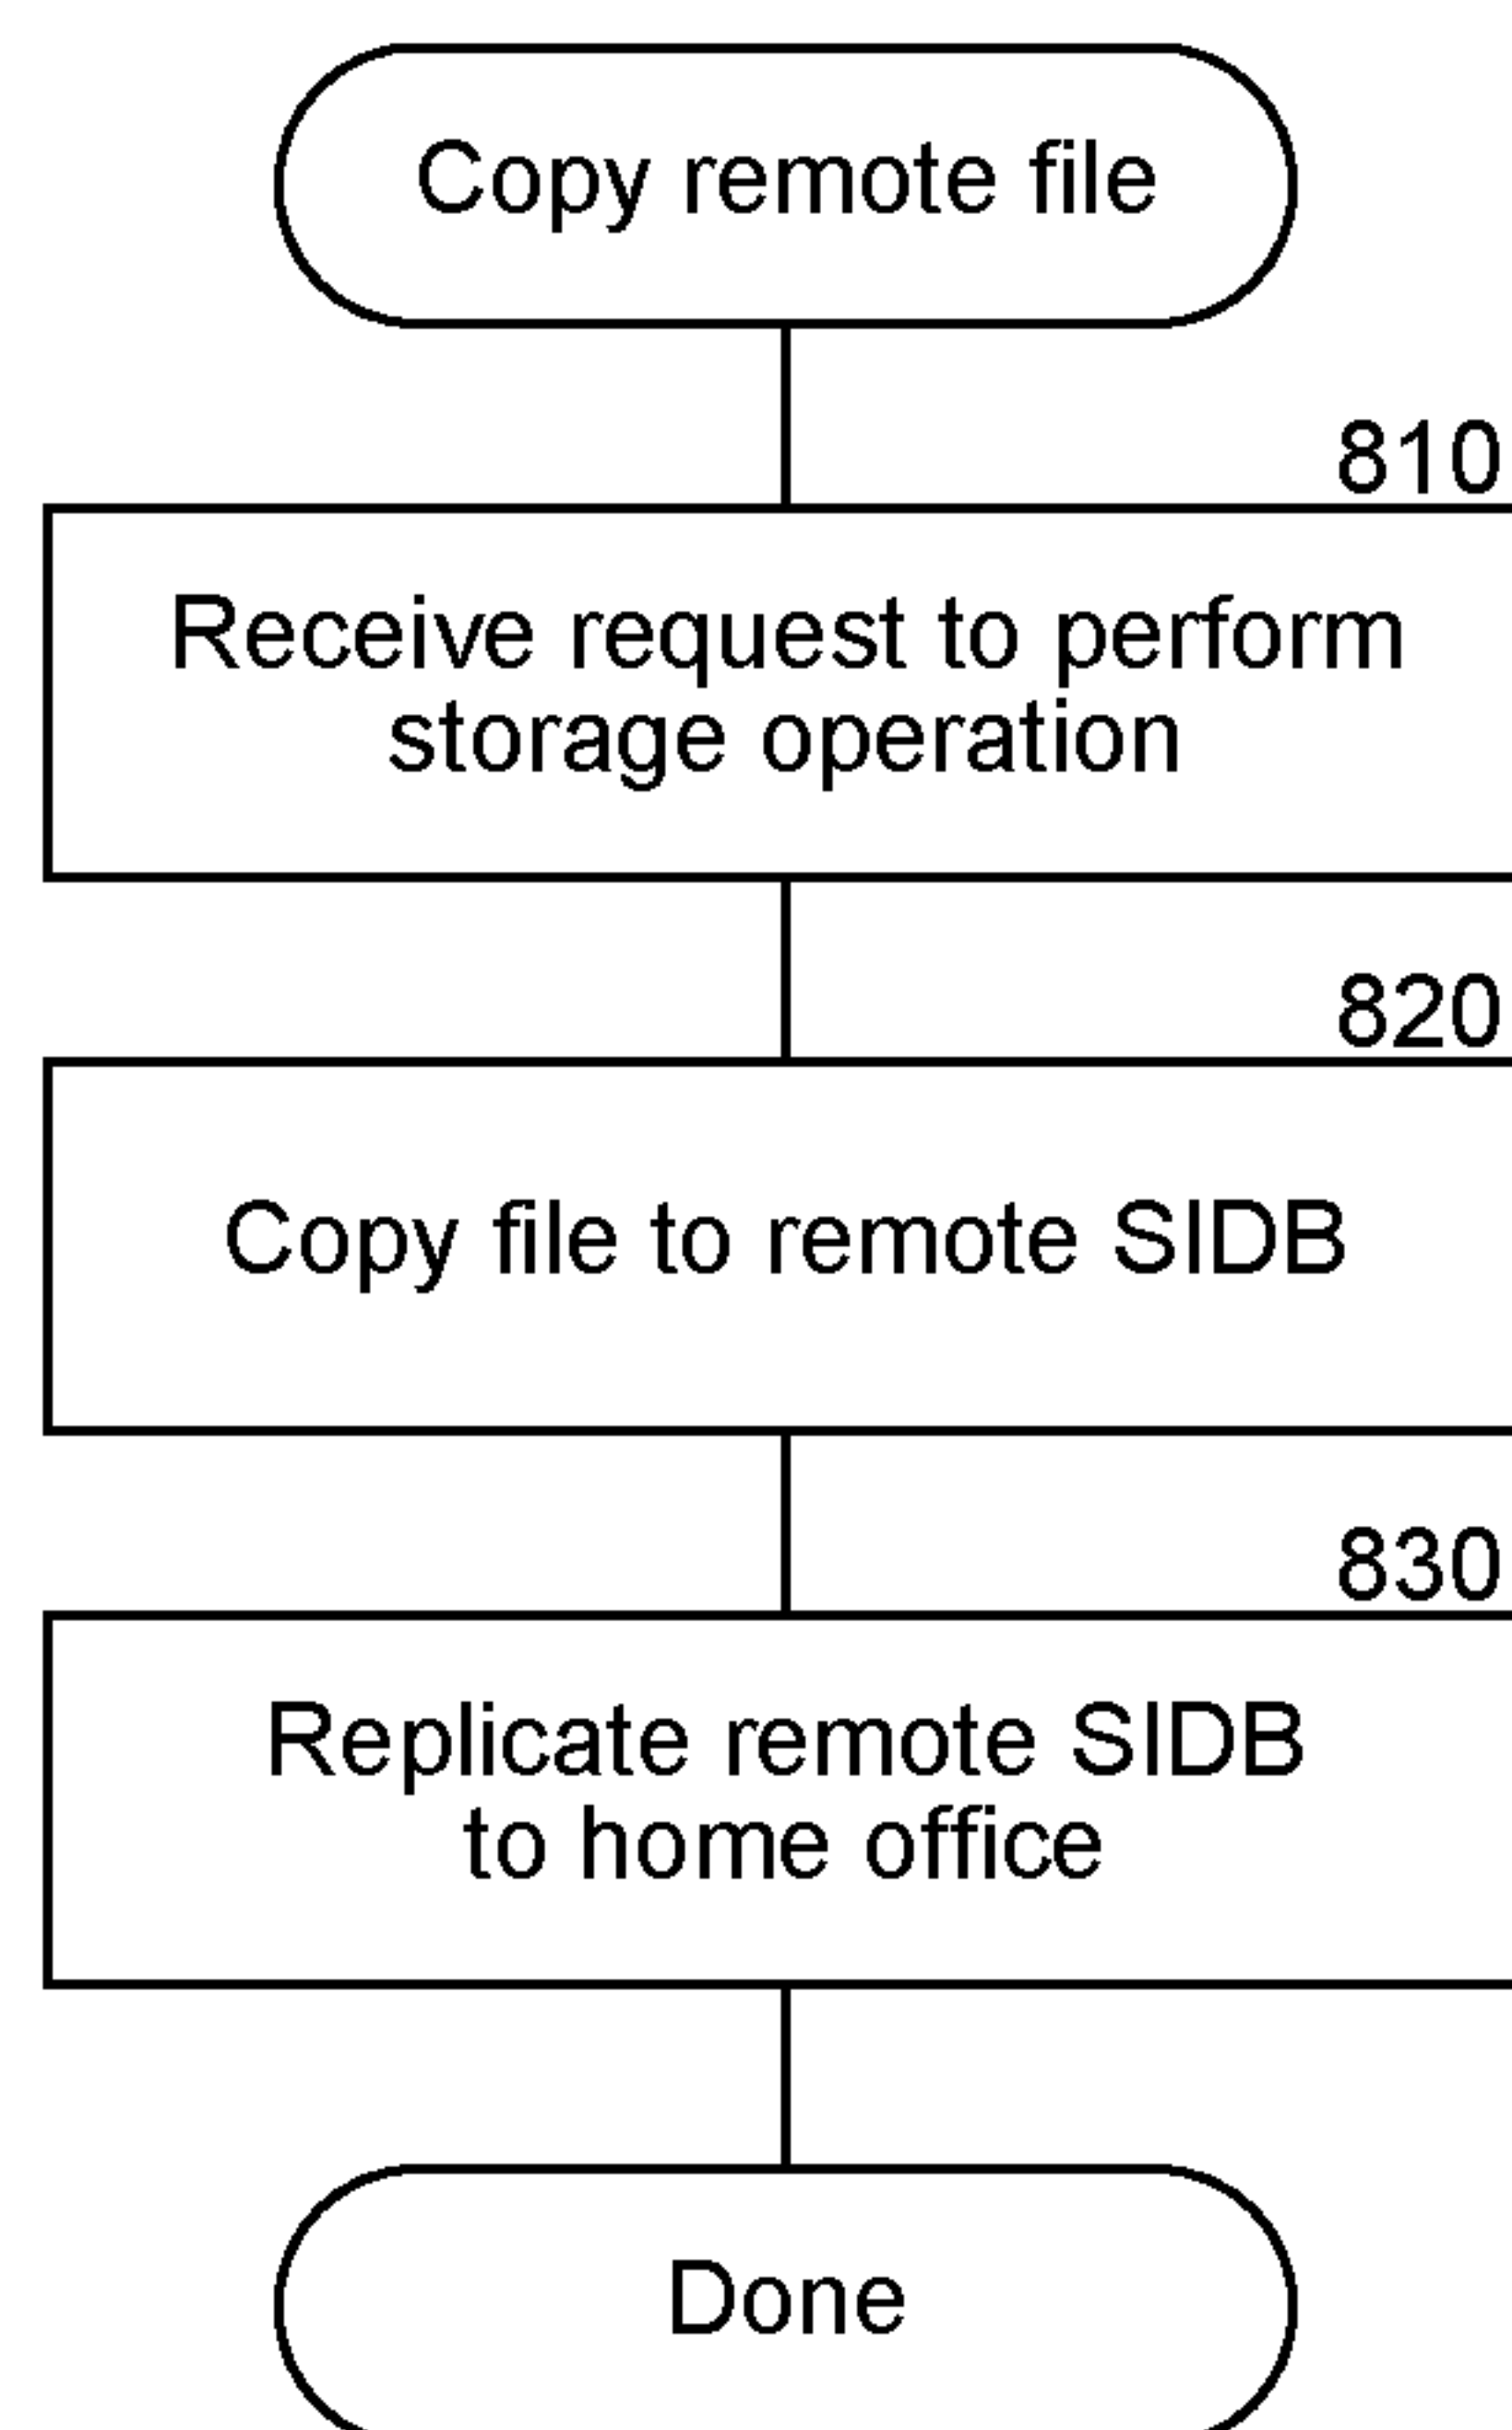 Copy remote file
810
Receive request to perform
storage operation
820
Copy file to remote SIDB
830
Replicate remote SIDB
to home office
Done